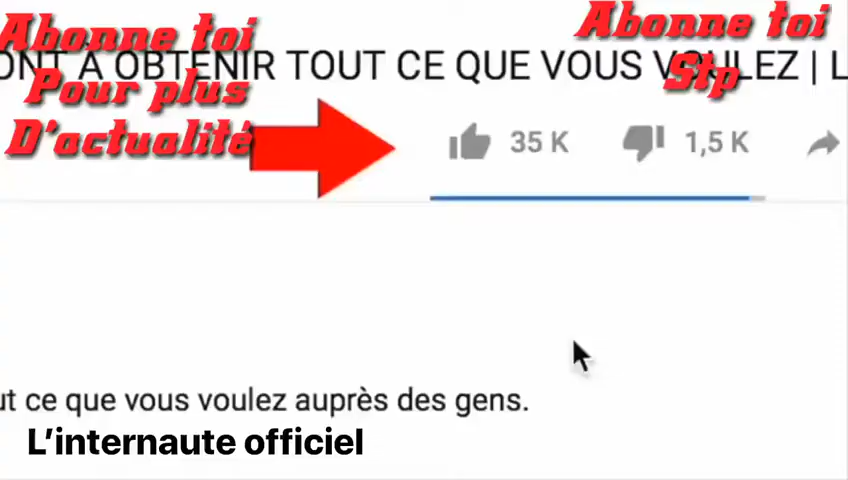 Abonne toi
Pour plus
D'actualité
Abonne toi
Stp
ONT À OBTENIR TOUT CE QUE VOUS VOULEZ | L
35 K
1,5 K
ut ce que vous voulez auprès des gens.
L'internaute officiel